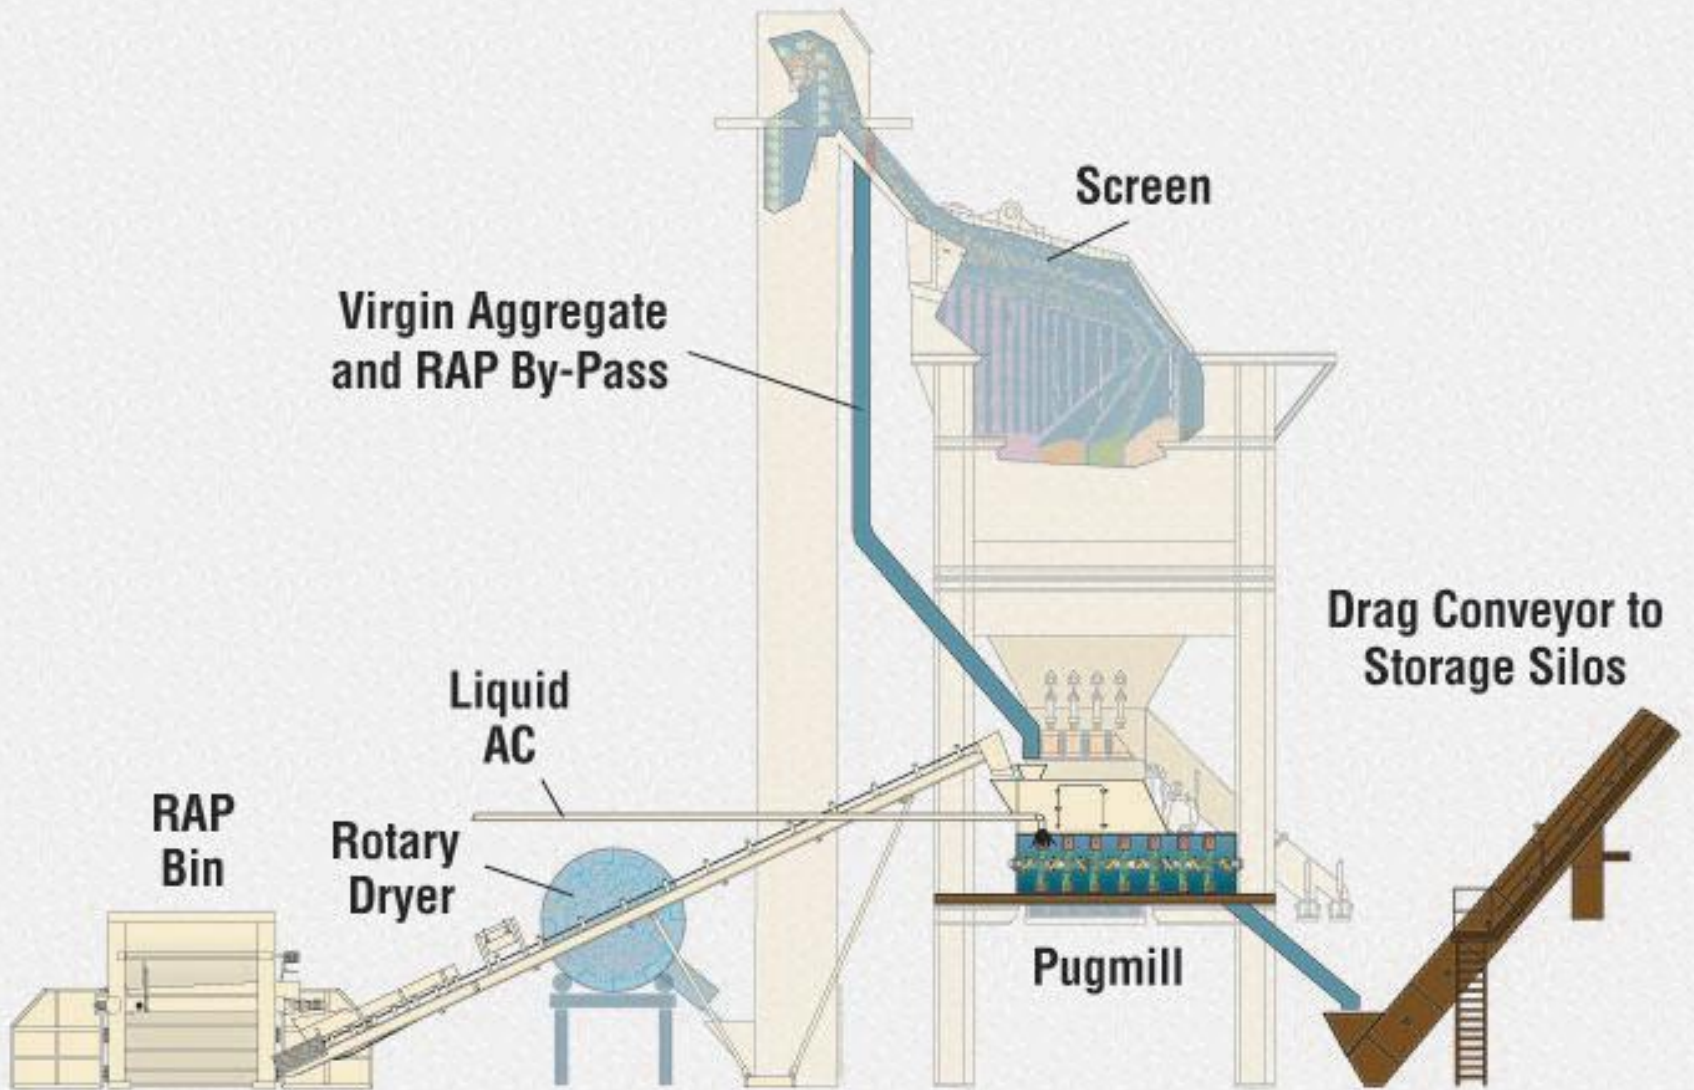 Screen
Virgin Aggregate
and RAP By-Pass
Drag Conveyor to
Storage Silos
Liquid
AC
RAP
Bin
Rotary
Dryer
Pugmill